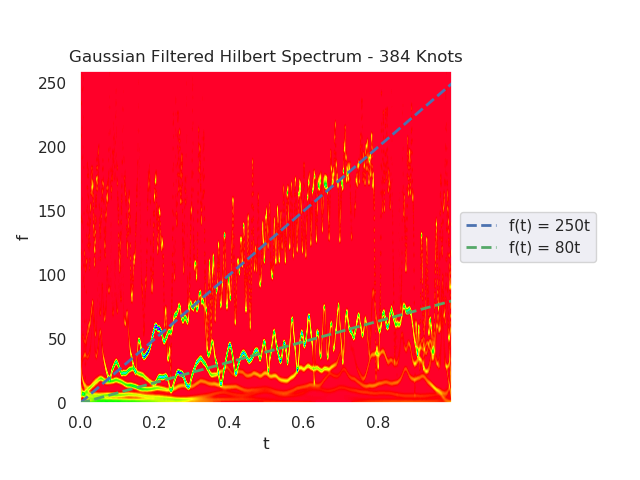 Gaussian Filtered Hilbert Spectrum - 384 Knots
250
200
150
100
50
0
f
0.0 0.2 0.4 0.6 0.8
t
f(t) = 250t
f(t) = 80t